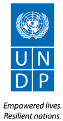 U N
D P
Empowered lives.
Resilient nations.